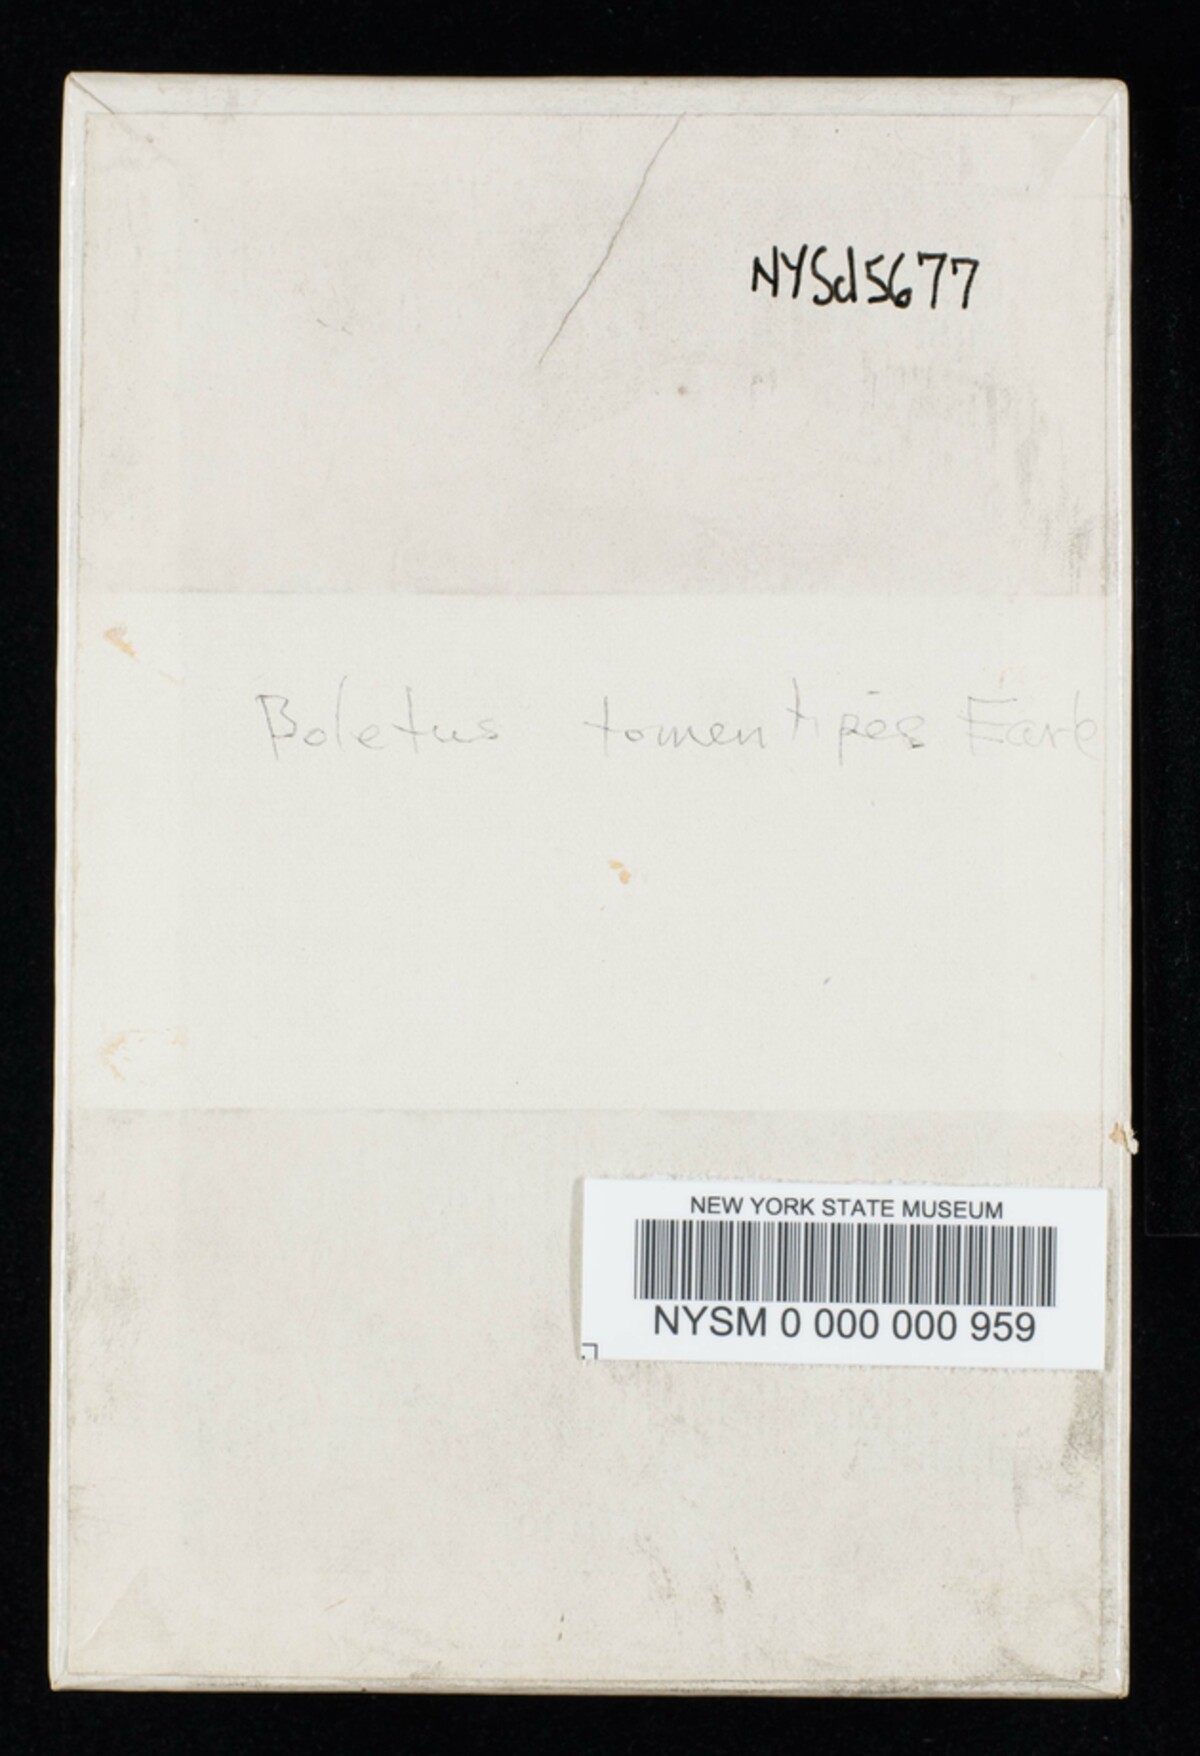 NYSd5677
Boletus tomentipes Earle
NEW YORK STATE MUSEUM
NYSM 0 000 000 959